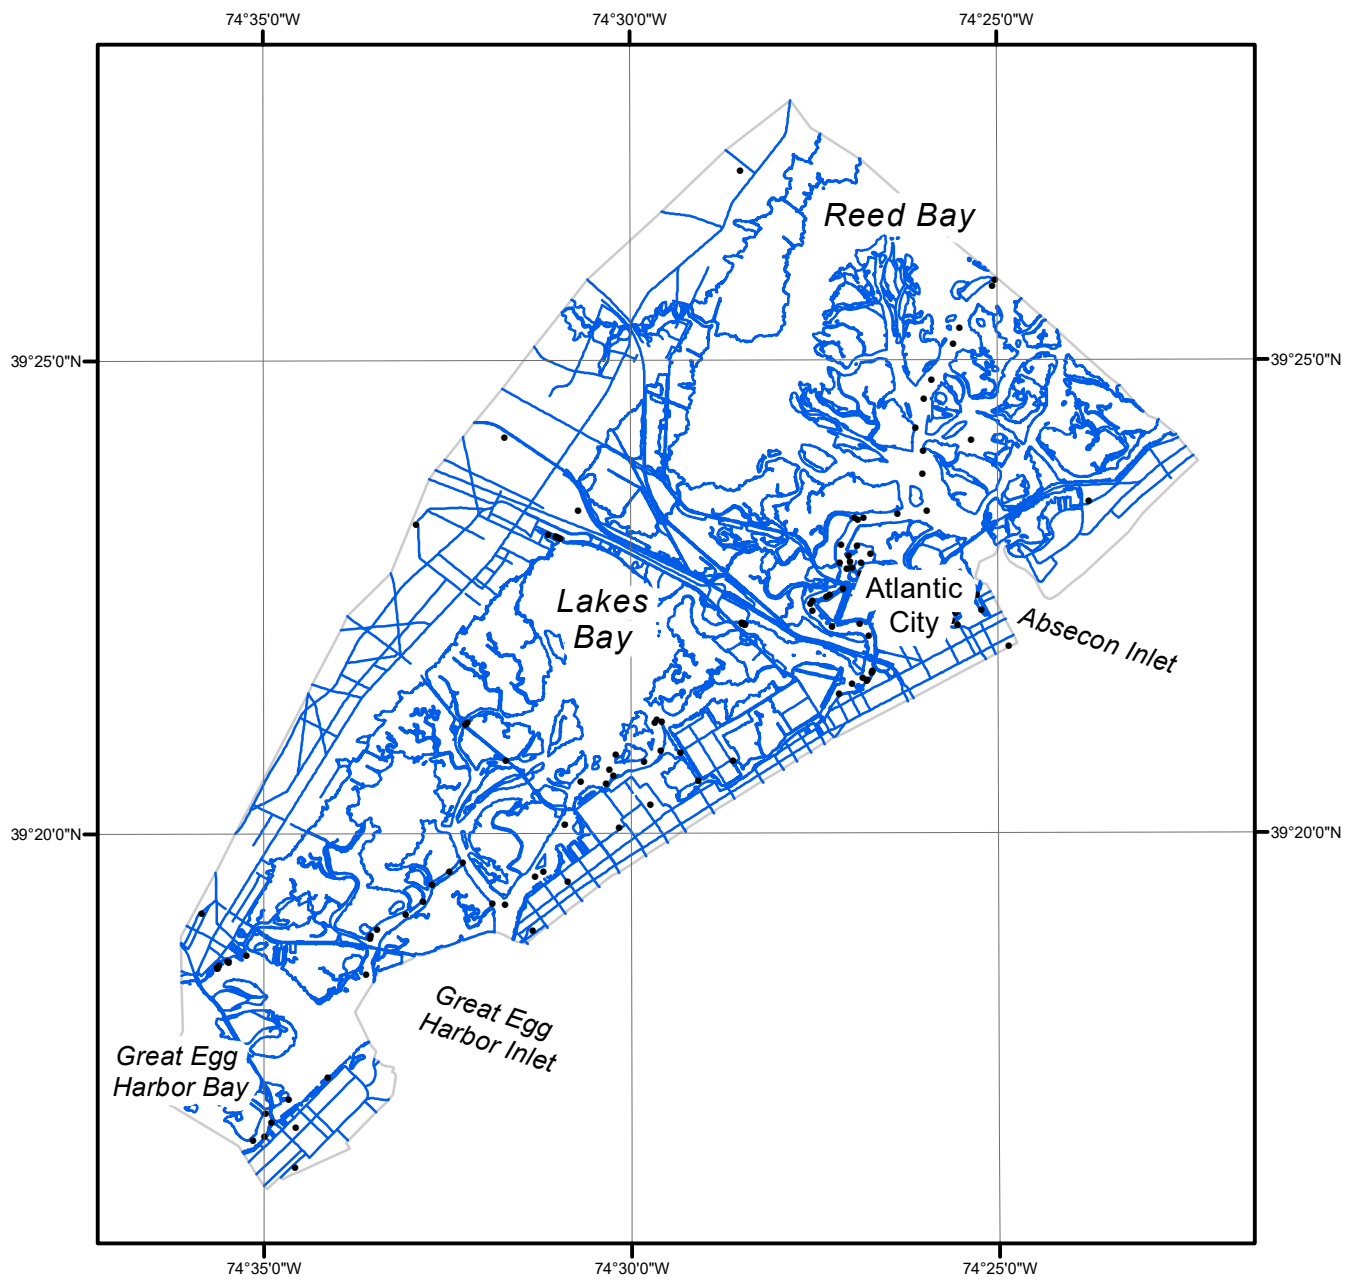 74°35'0"W 74°30'0"W 74°25'0"W
Reed Bay
39°25'0"N 39°25'0"N
Atlantic
City
Lakes
Bay
Absecon Inlet
39°20'0"N 39°20'0"N
Great Egg
Harbor Inlet
Great Egg
Harbor Bay
74°35'0"W 74°30'0"W 74°25'0"W